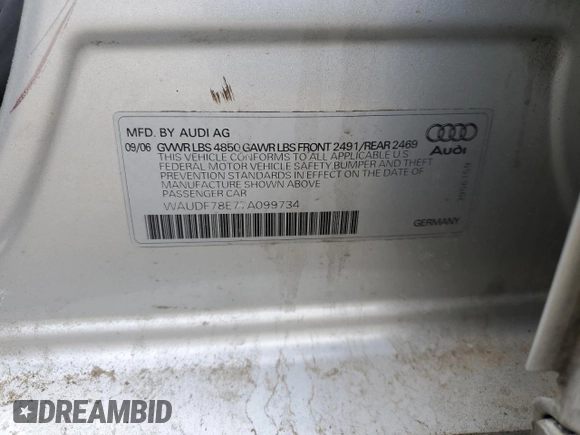 MFD. BY AUDI AG
09/06 GVWR LBS 4850 GAWR LBS FRONT 2491/REAR 2469
THIS VEHICLE CONFORMS TO ALL APPLICABLE U.S.
FEDERAL MOTOR VEHICLE SAFETY,BUMPER AND THEFT
PREVENTION STANDARDS IN EFFECT ON THE DATE OF
MANUFACTURE SHOWN ABOVE
PASSENGER CAR
Audi
GERMANY
DREAMBID